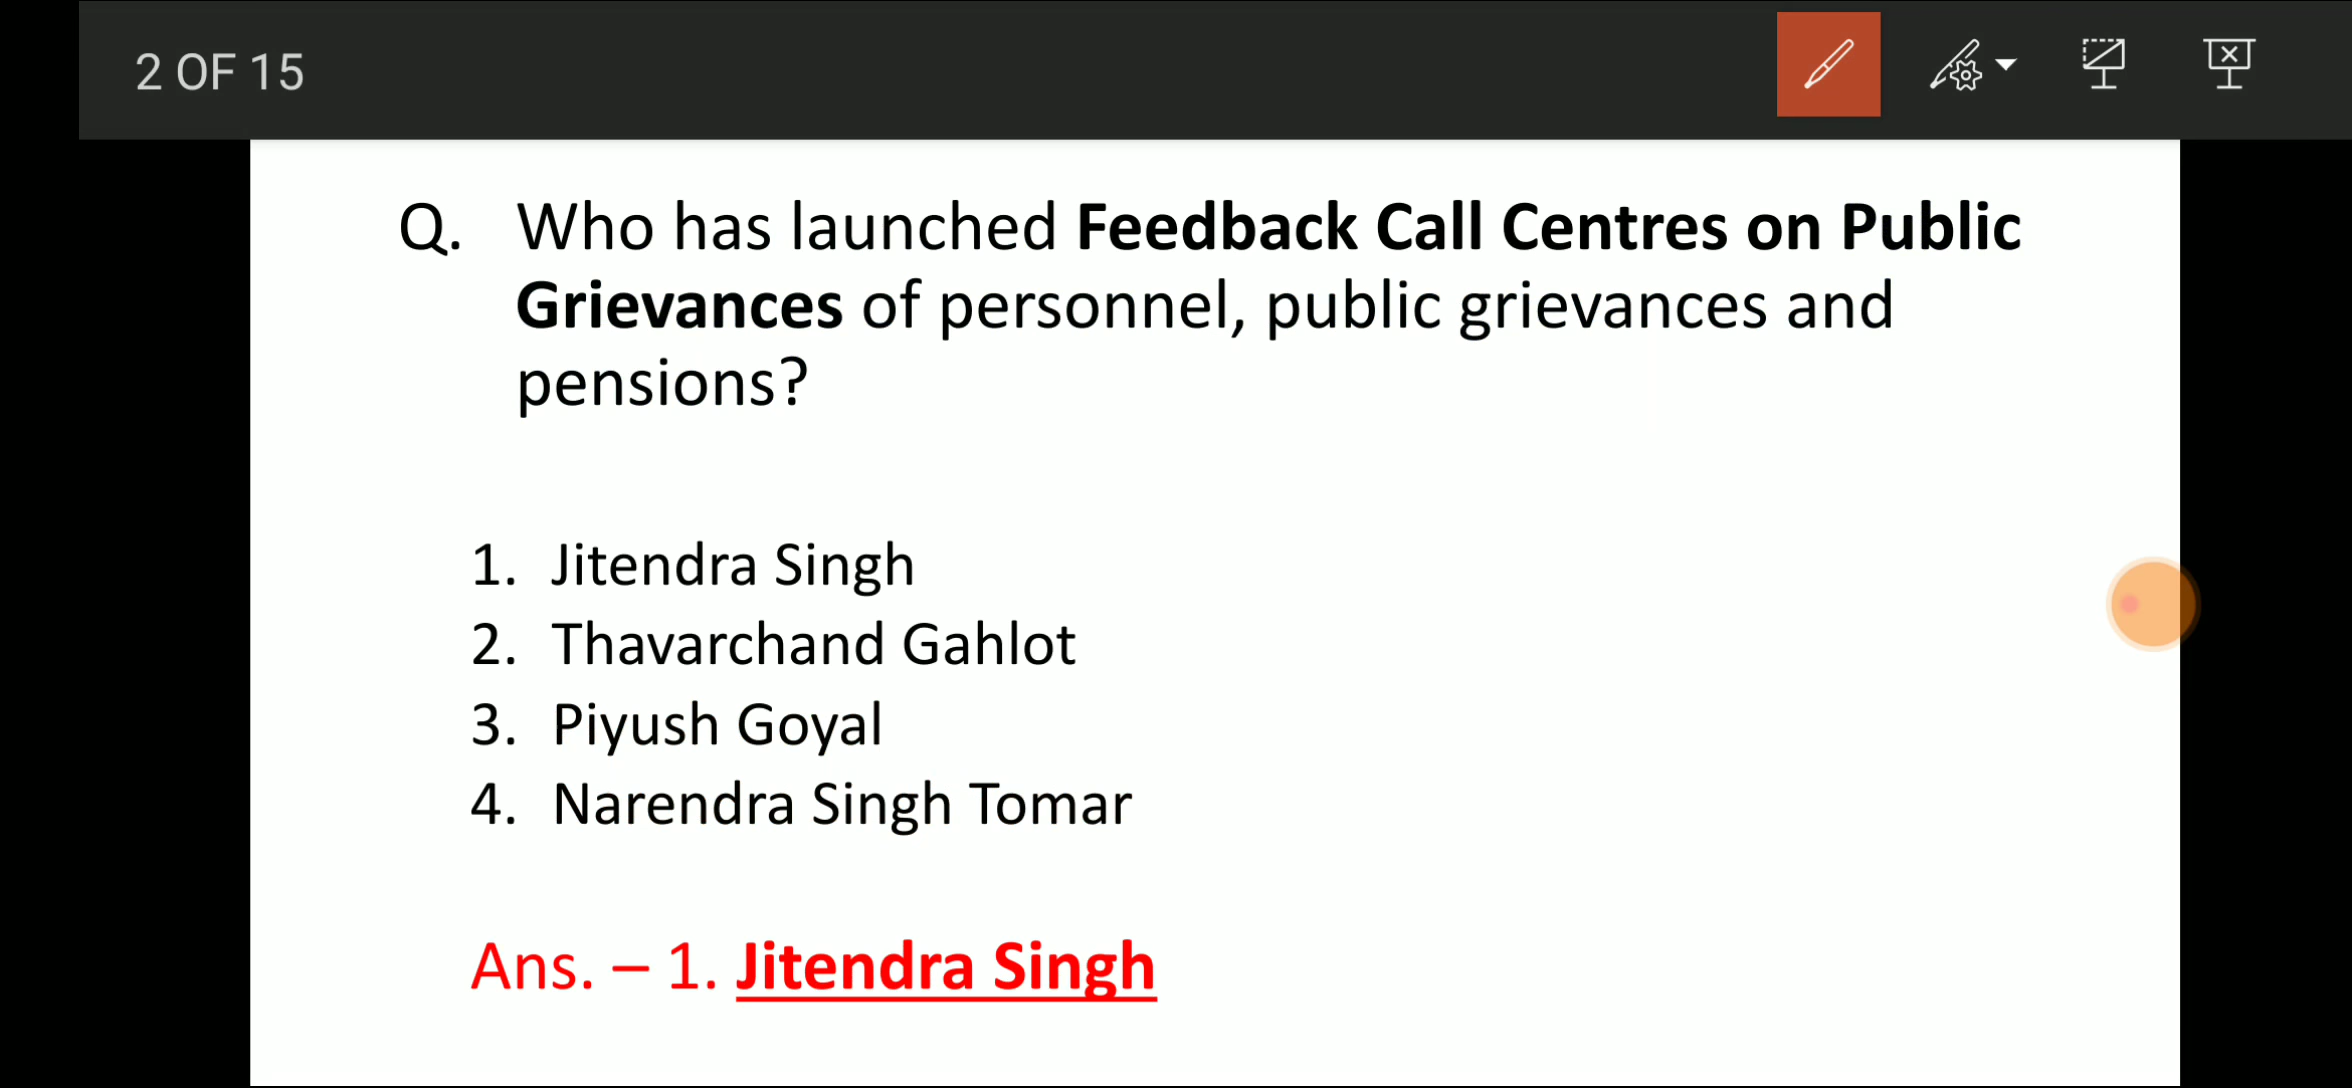 2 OF 15
Q. Who has launched Feedback Call Centres on Public
Grievances of personnel, public grievances and
pensions?
1. Jitendra Singh
2. Thavarchand Gahlot
3. Piyush Goyal
4. Narendra Singh Tomar
Ans. – 1. Jitendra Singh